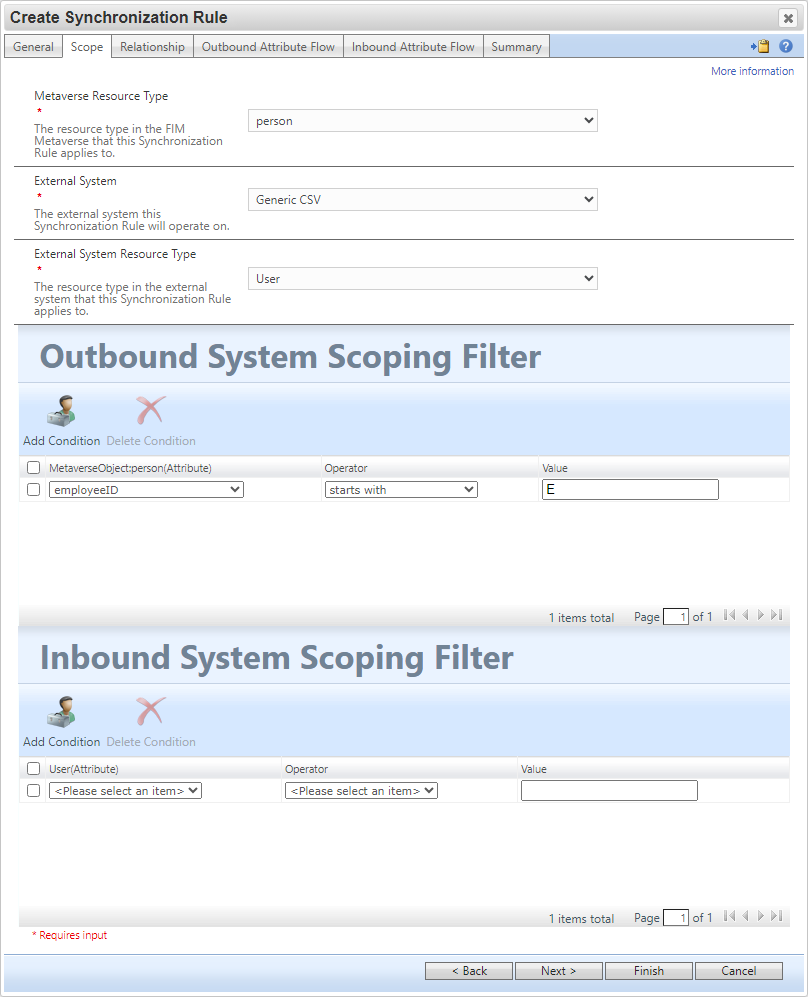 Create Synchronization Rule
General Scope Relationship Outbound Attribute Flow Inbound Attribute Flow Summary
More information
Metaverse Resource Type
*
The resource type in the FIM
Metaverse that this Synchronization
Rule applies to.
person
External System
*
The external system this
Synchronization Rule will operate on.
Generic CSV
External System Resource Type
*
The resource type in the external
system that this Synchronization Rule
applies to.
User
Outbound System Scoping Filter
Add Condition Delete Condition
MetaverseObject:person(Attribute) Operator Value
employeeID starts with E
1 items total Page 1 of 1
Inbound System Scoping Filter
Add Condition Delete Condition
User(Attribute) Operator Value
<Please select an item> <Please select an item>
1 items total Page 1 of 1
* Requires input
< Back Next > Finish Cancel